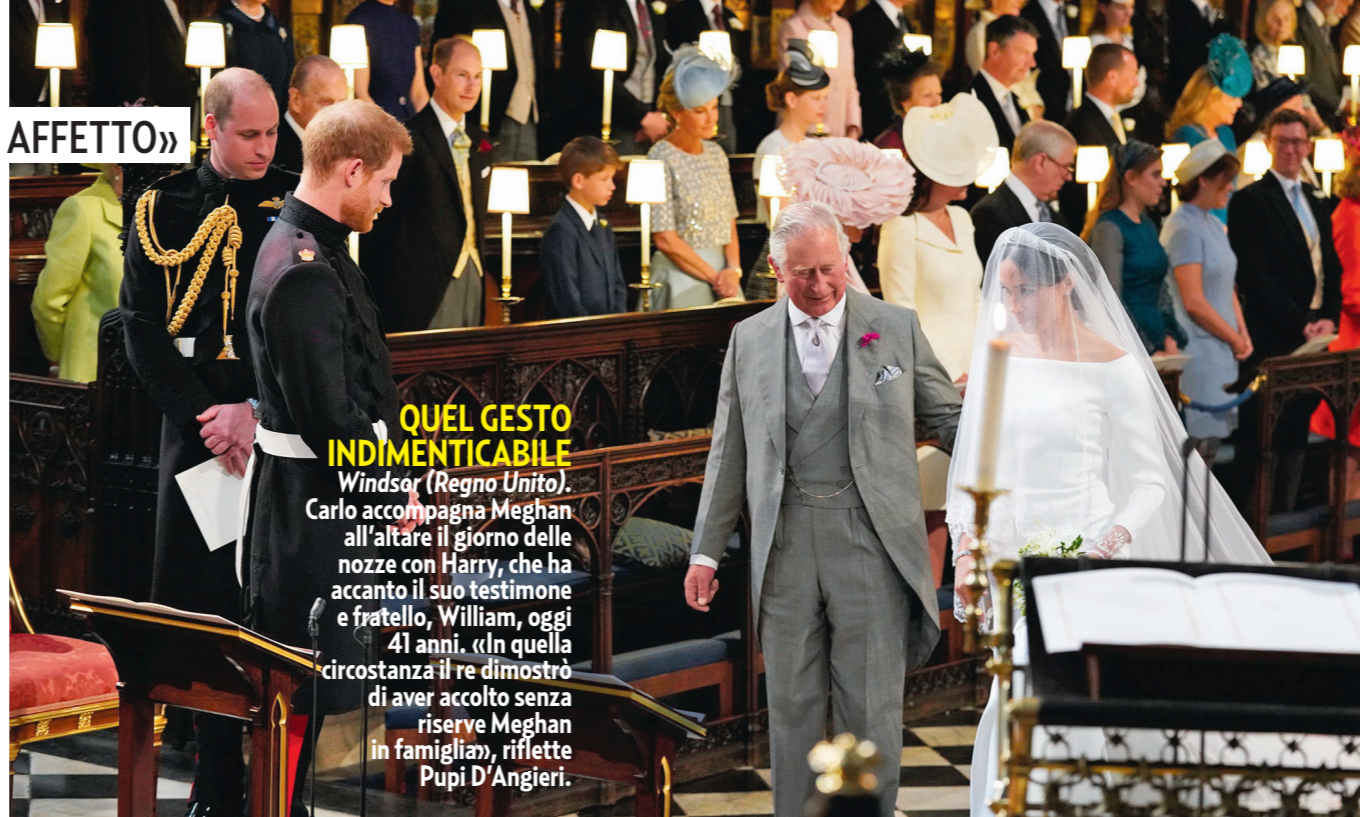 AFFETTO»
QUEL GESTO
INDIMENTICABILE
Windsor (Regno Unito).
Carlo accompagna Meghan
all'altare il giorno delle
nozze con Harry, che ha
accanto il suo testimone
e fratello, William, oggi
41 anni. «In quella
circostanza il re dimostrò
di aver accolto senza
riserve Meghan
in famiglia», riflette
Pupi D'Angieri.